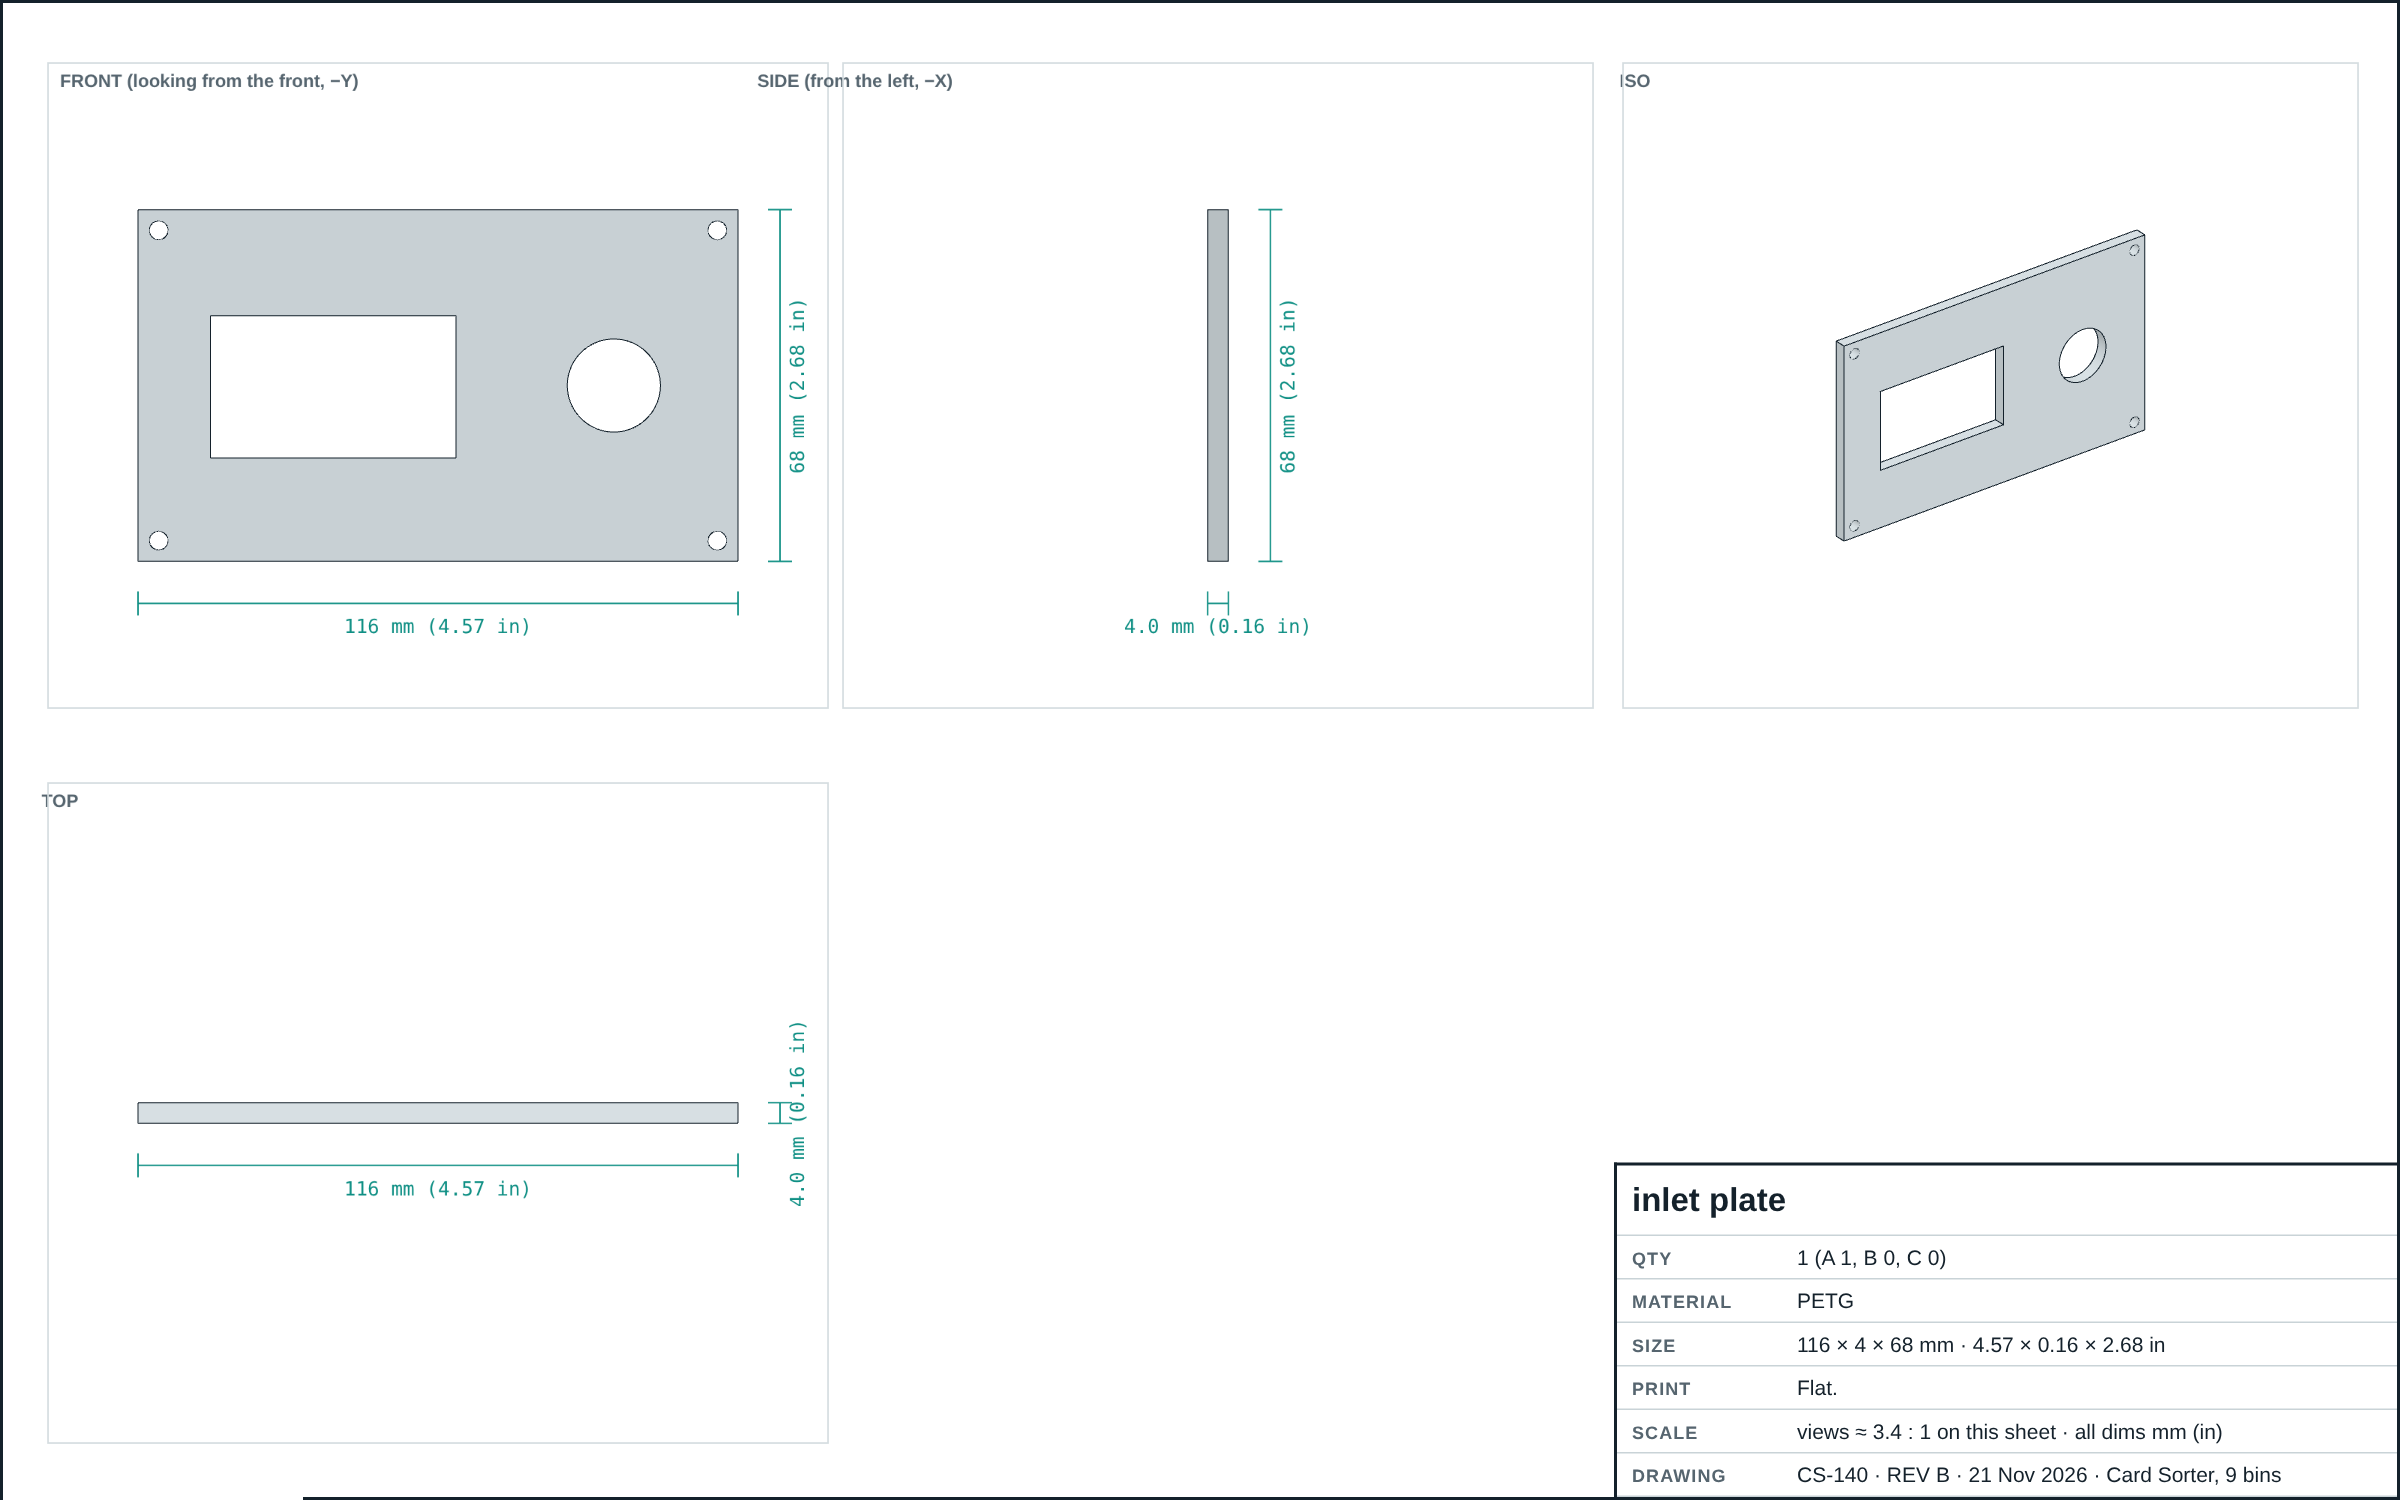 FRONT (looking from the front, −Y)
SIDE (from the left, −X)
ISO
68 mm (2.68 in)
68 mm (2.68 in)
116 mm (4.57 in)
4.0 mm (0.16 in)
TOP
4.0 mm (0.16 in)
116 mm (4.57 in)
inlet plate
QTY 1 (A 1, B 0, C 0)
MATERIAL PETG
SIZE 116 × 4 × 68 mm · 4.57 × 0.16 × 2.68 in
PRINT Flat.
SCALE views ≈ 3.4 : 1 on this sheet · all dims mm (in)
DRAWING CS-140 · REV B · 21 Nov 2026 · Card Sorter, 9 bins